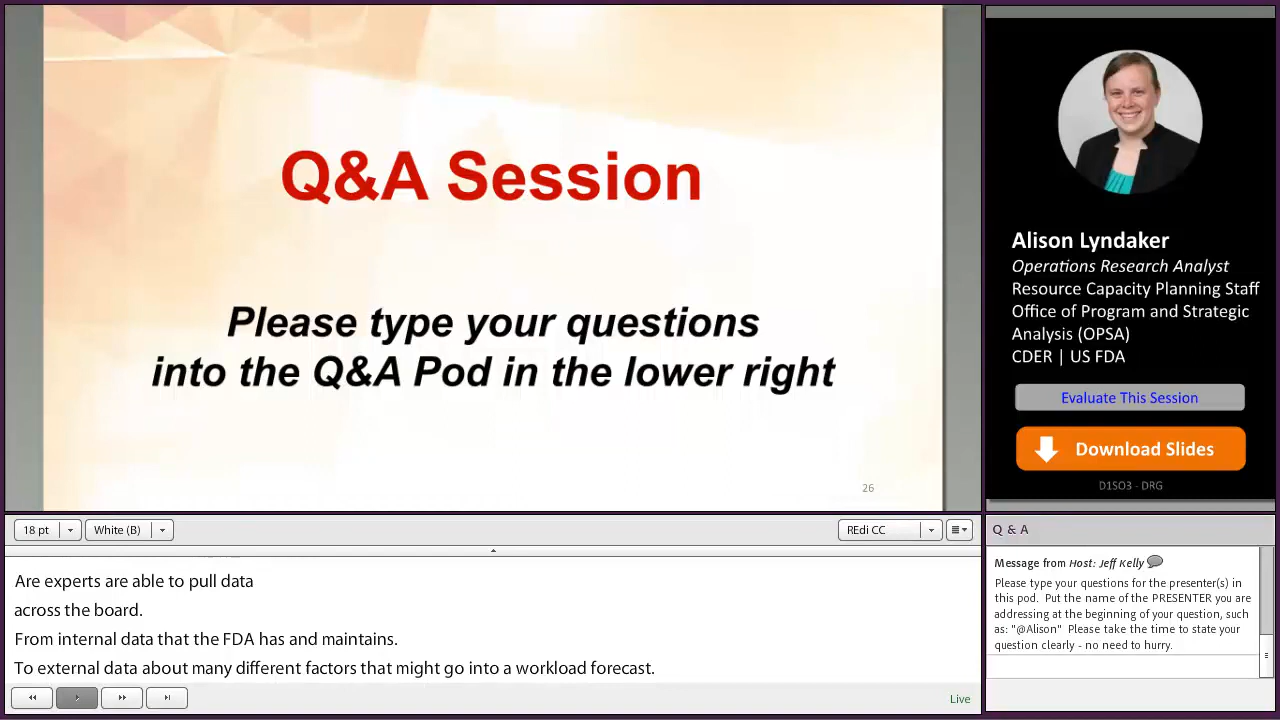 Q&A Session
Please type your questions
into the Q&A Pod in the lower right
26
Alison Lyndaker
Operations Research Analyst
Resource Capacity Planning Staff
Office of Program and Strategic
Analysis (OPSA)
CDER | US FDA
Evaluate This Session
Download Slides
D1SO3 - DRG
18 pt
White (B)
REdi CC
Are experts are able to pull data
across the board.
From internal data that the FDA has and maintains.
To external data about many different factors that might go into a workload forecast.
Live
Q & A
Message from Host: Jeff Kelly
Please type your questions for the presenter(s) in
this pod. Put the name of the PRESENTER you are
addressing at the beginning of your question, such
as: "@Alison" Please take the time to state your
question clearly - no need to hurry.